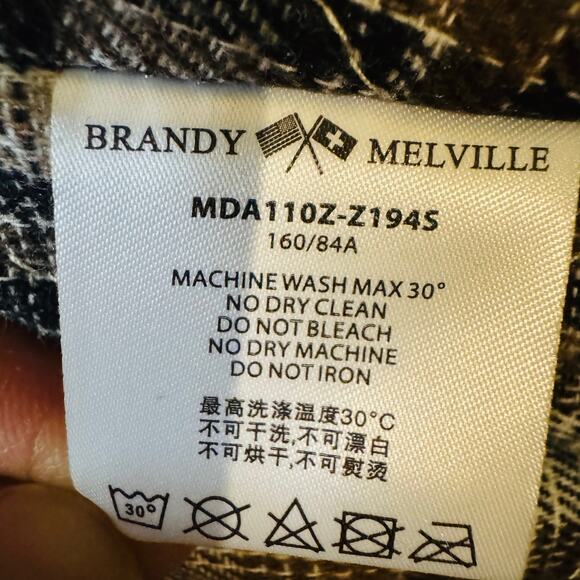 BRANDY MELVILLE
MDA110Z-Z194S
160/84A
MACHINE WASH MAX 30°
NO DRY CLEAN
DO NOT BLEACH
NO DRY MACHINE
DO NOT IRON
最高洗涤温度30°C
不可干洗,不可漂白
不可烘干,不可熨烫
30°